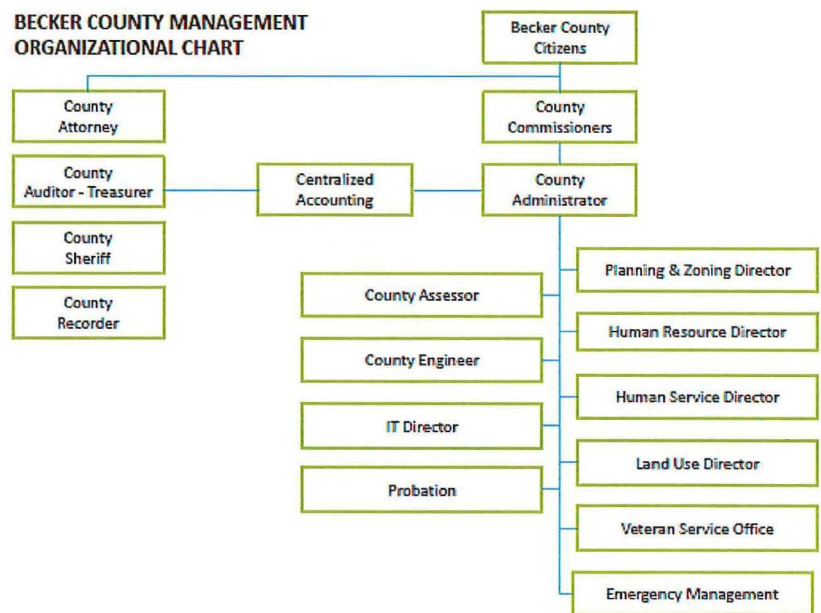 BECKER COUNTY MANAGEMENT
ORGANIZATIONAL CHART
Becker County
Citizens
County
Attorney
County
Commissioners
County
Auditor - Treasurer
Centralized
Accounting
County
Administrator
County
Sheriff
County
Recorder
Planning & Zoning Director
County Assessor
Human Resource Director
County Engineer
Human Service Director
IT Director
Land Use Director
Probation
Veteran Service Office
Emergency Management